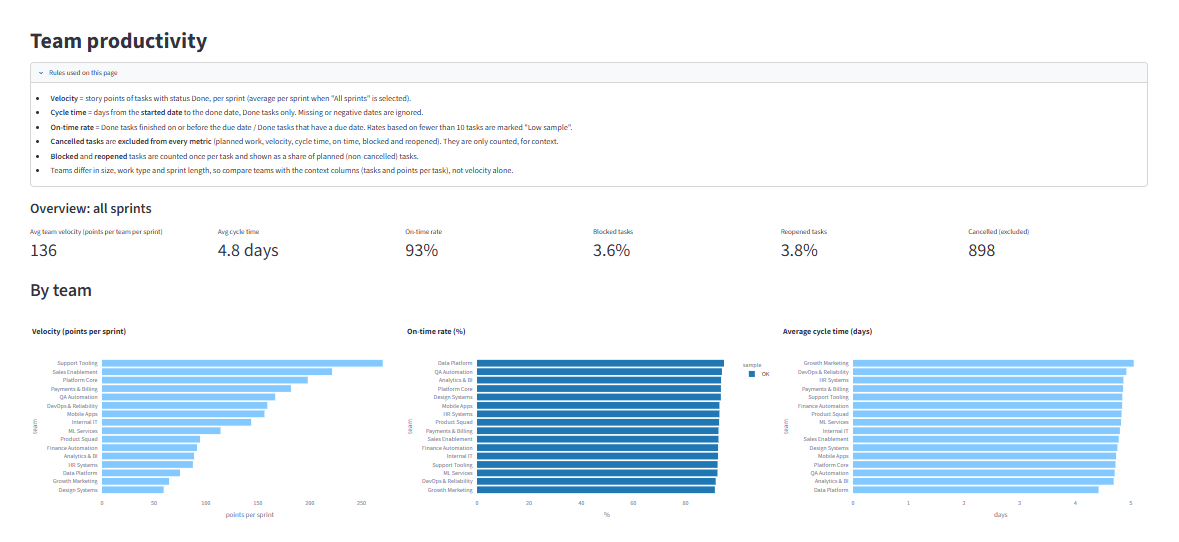 Team productivity
Rules used on this page
Velocity = story points of tasks with status Done, per sprint (average per sprint when "All sprints" is selected).
Cycle time = days from the started date to the done date, Done tasks only. Missing or negative dates are ignored.
On-time rate = Done tasks finished on or before the due date / Done tasks that have a due date. Rates based on fewer than 10 tasks are marked "Low sample".
Cancelled tasks are excluded from every metric (planned work, velocity, cycle time, on-time, blocked and reopened). They are only counted, for context.
Blocked and reopened tasks are counted once per task and shown as a share of planned (non-cancelled) tasks.
Teams differ in size, work type and sprint length, so compare teams with the context columns (tasks and points per task), not velocity alone.
Overview: all sprints
Avg team velocity (points per team per sprint)
136
Avg cycle time
4.8 days
On-time rate
93%
Blocked tasks
3.6%
Reopened tasks
3.8%
Cancelled (excluded)
898
By team
Velocity (points per sprint)
team
Support Tooling
Sales Enablement
Platform Core
Payments & Billing
QA Automation
DevOps & Reliability
Mobile Apps
Internal IT
ML Services
Product Squad
Finance Automation
Analytics & BI
HR Systems
Data Platform
Growth Marketing
Design Systems
0 50 100 150 200 250
points per sprint
On-time rate (%)
team
Data Platform
QA Automation
Analytics & BI
Platform Core
Design Systems
Mobile Apps
HR Systems
Product Squad
Payments & Billing
Sales Enablement
Finance Automation
Internal IT
Support Tooling
ML Services
DevOps & Reliability
Growth Marketing
0 20 40 60 80
%
sample
OK
Average cycle time (days)
team
Growth Marketing
DevOps & Reliability
HR Systems
Payments & Billing
Support Tooling
Finance Automation
Product Squad
ML Services
Internal IT
Sales Enablement
Design Systems
Mobile Apps
Platform Core
QA Automation
Analytics & BI
Data Platform
0 1 2 3 4 5
days